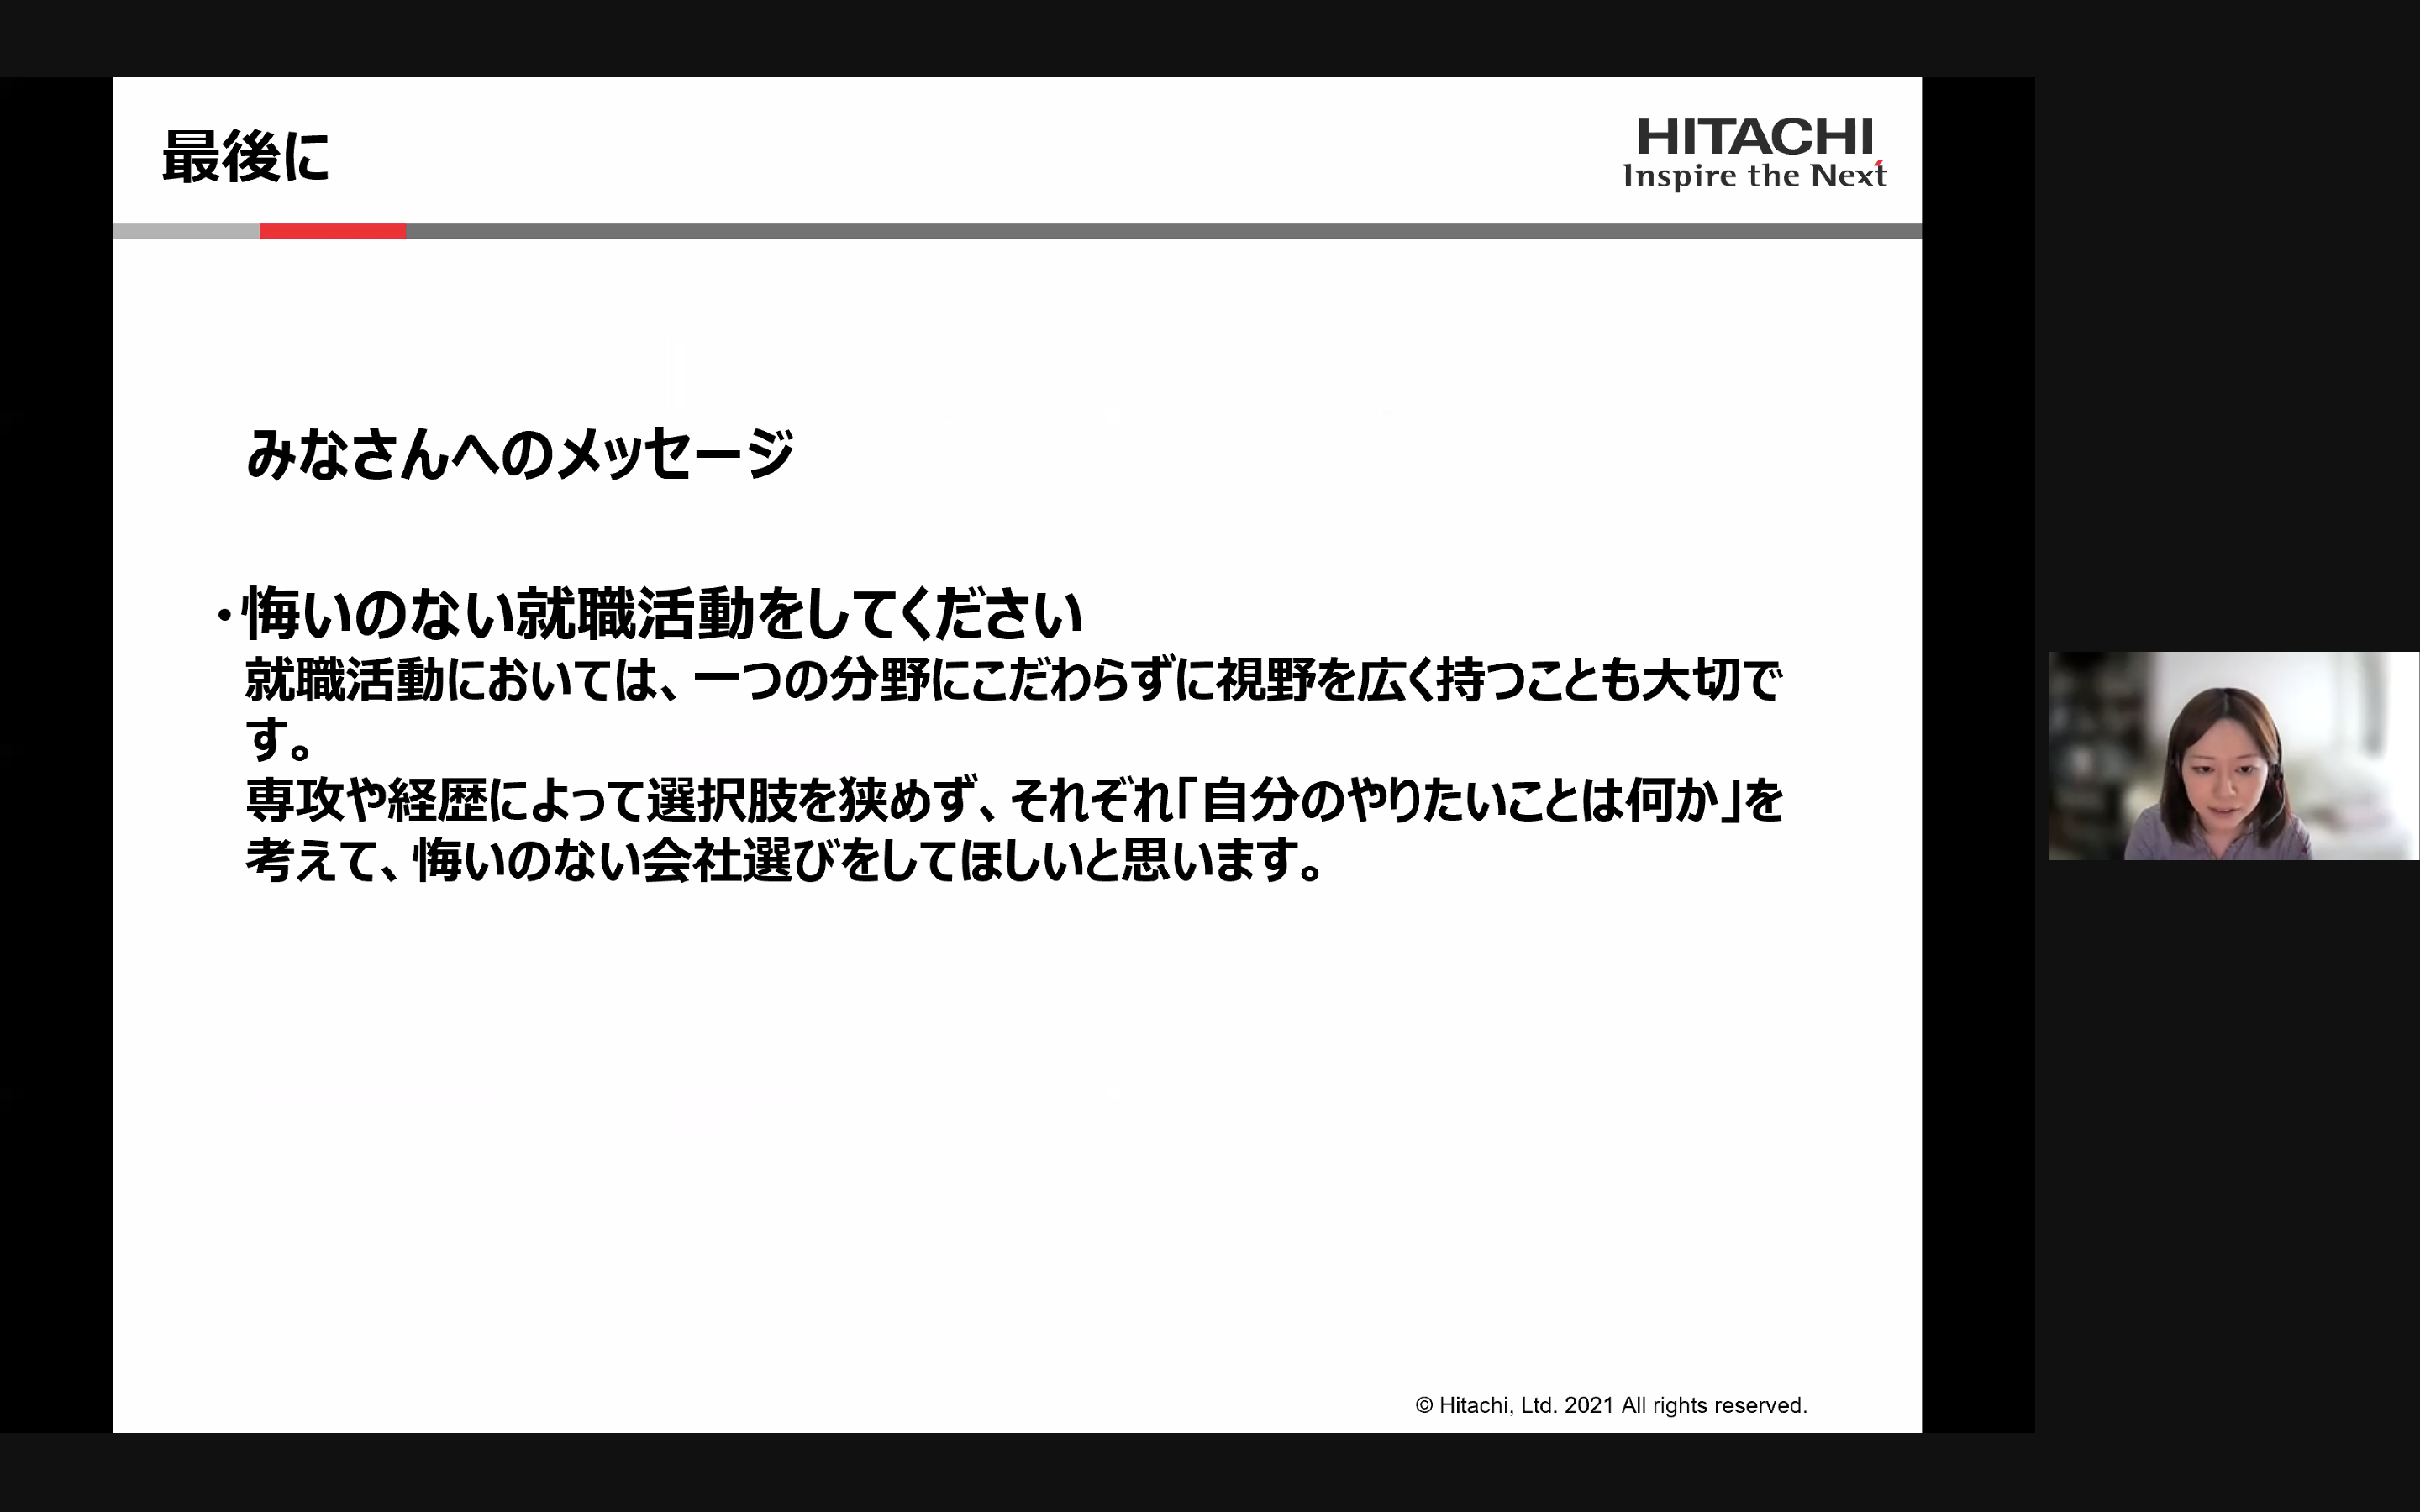 最後に
HITACHI
Inspire the Next
みなさんへのメッセージ
・悔いのない就職活動をしてください
就職活動においては、一つの分野にこだわらずに視野を広く持つことも大切で
す。
専攻や経歴によって選択肢を狭めず、それぞれ「自分のやりたいことは何か」を
考えて、悔いのない会社選びをしてほしいと思います。
© Hitachi, Ltd. 2021 All rights reserved.